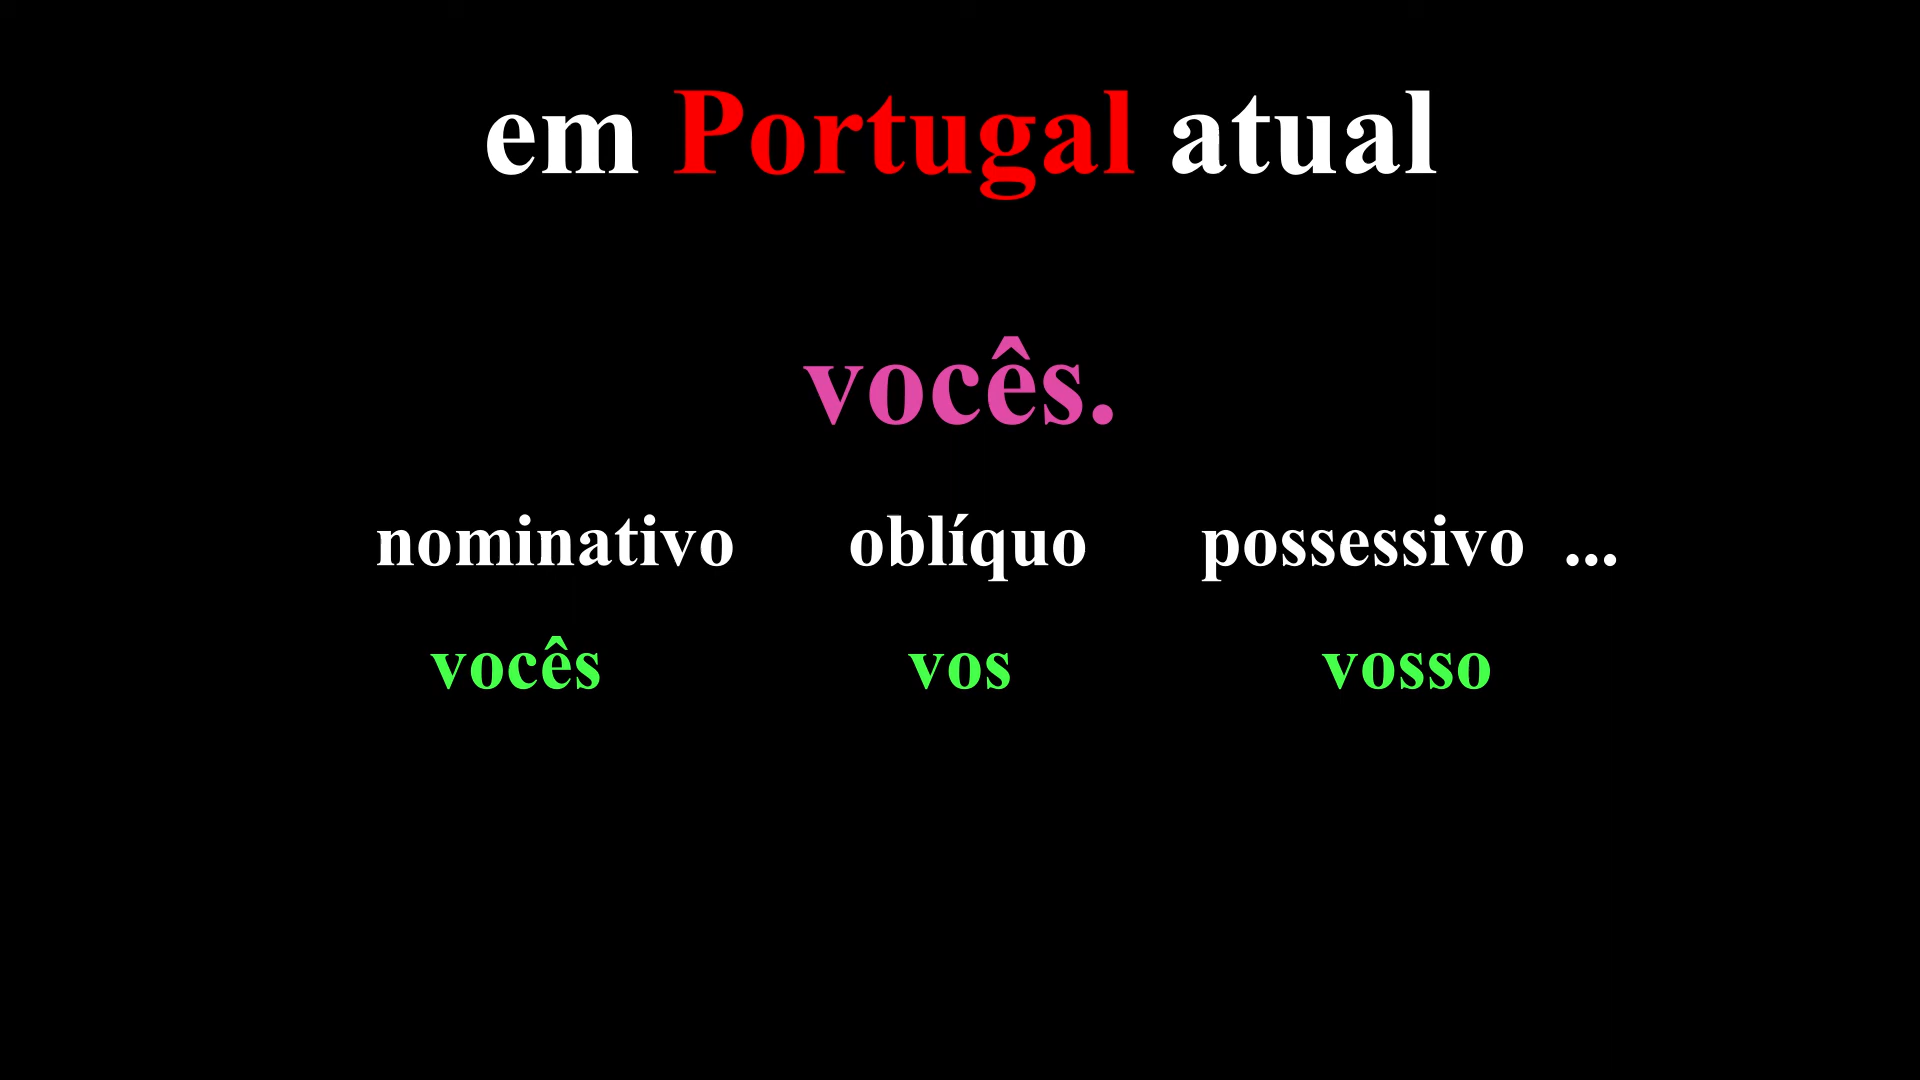 em Portugal atual
vocês.
nominativo oblíquo possessivo ...
vocês vos vosso